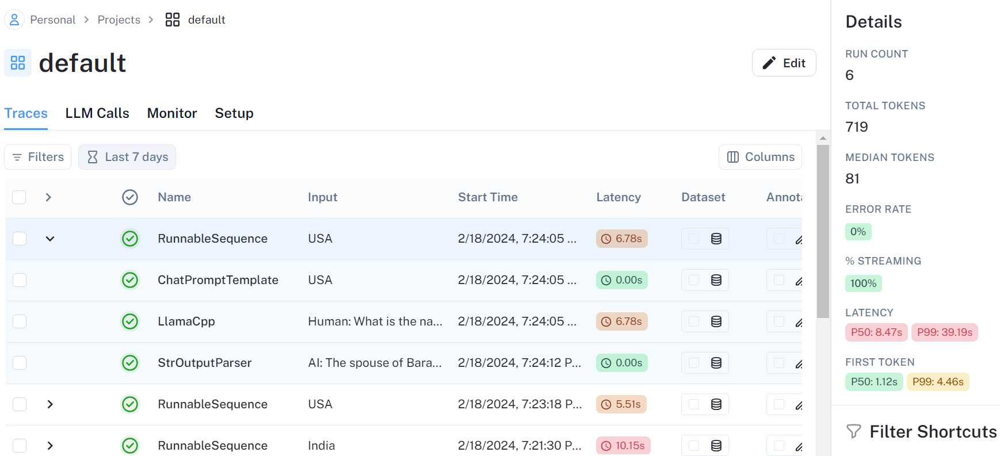 Personal > Projects > default
default
Edit
Traces LLM Calls Monitor Setup
Filters Last 7 days Columns
Name Input Start Time Latency Dataset Annota
RunnableSequence USA 2/18/2024, 7:24:05 ... 6.78s
ChatPromptTemplate USA 2/18/2024, 7:24:05 ... 0.00s
LlamaCpp Human: What is the na... 2/18/2024, 7:24:05 ... 6.78s
StrOutputParser AI: The spouse of Bara... 2/18/2024, 7:24:12 P... 0.00s
RunnableSequence USA 2/18/2024, 7:23:18 P... 5.51s
RunnableSequence India 2/18/2024, 7:21:30 P... 10.15s
Details
RUN COUNT
6
TOTAL TOKENS
719
MEDIAN TOKENS
81
ERROR RATE
0%
% STREAMING
100%
LATENCY
P50: 8.47s P99: 39.19s
FIRST TOKEN
P50: 1.12s P99: 4.46s
Filter Shortcuts